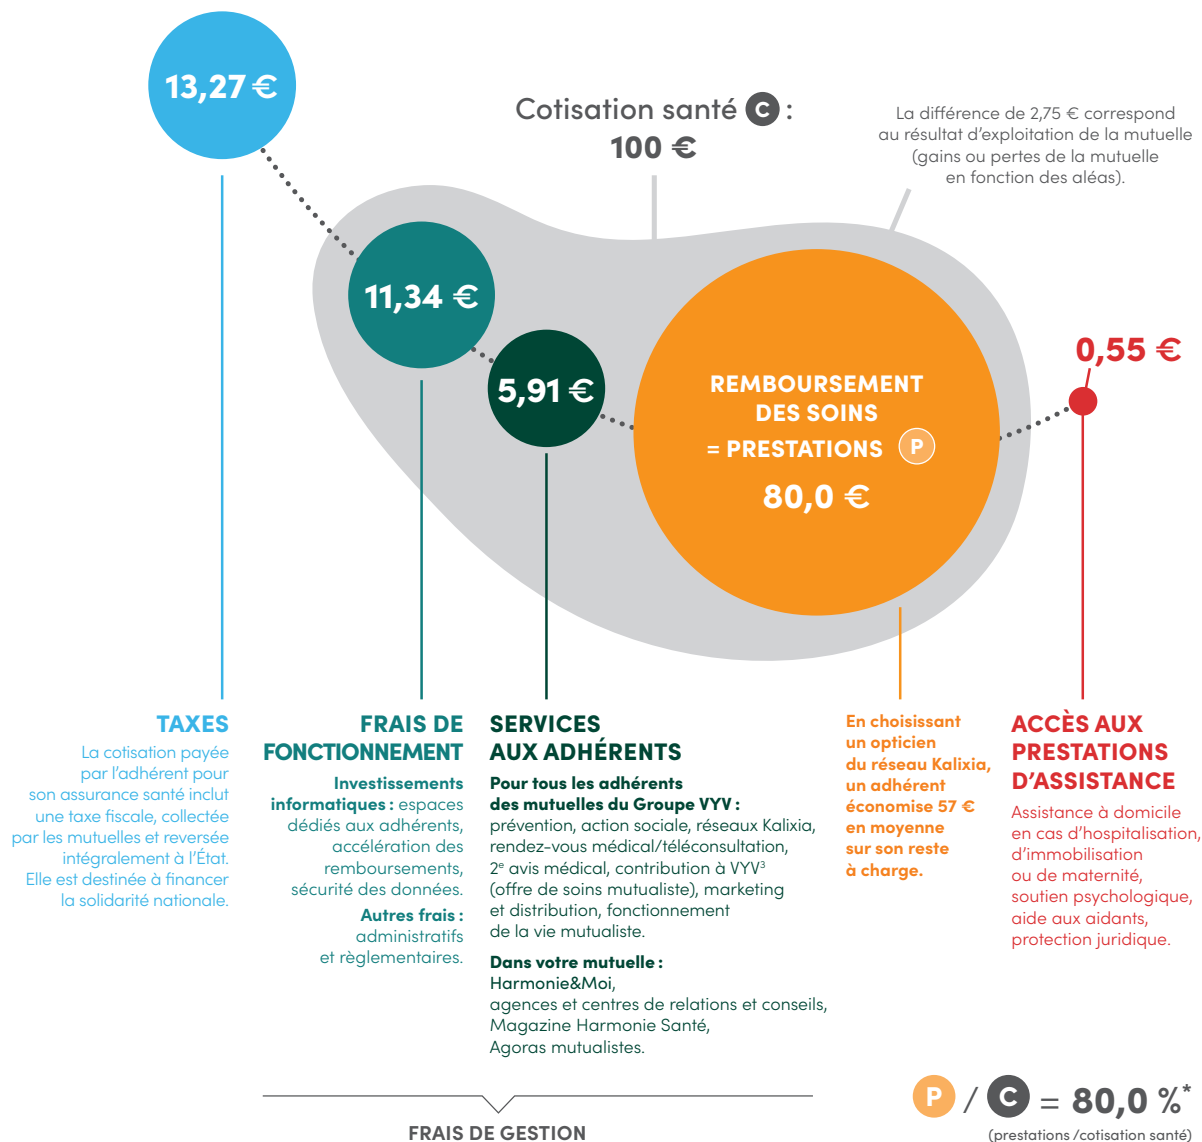 13,27 €
Cotisation santé C :
100 €
La différence de 2,75 € correspond
au résultat d'exploitation de la mutuelle
(gains ou pertes de la mutuelle
en fonction des aléas).
11,34 €
5,91 €
REMBOURSEMENT
DES SOINS
= PRESTATIONS P
80,0 €
0,55 €
TAXES
La cotisation payée
par l'adhérent pour
son assurance santé inclut
une taxe fiscale, collectée
par les mutuelles et reversée
intégralement à l'État.
Elle est destinée à financer
la solidarité nationale.
FRAIS DE
FONCTIONNEMENT
Investissements
informatiques : espaces
dédiés aux adhérents,
accélération des
remboursements,
sécurité des données.
Autres frais :
administratifs
et règlementaires.
SERVICES
AUX ADHÉRENTS
Pour tous les adhérents
des mutuelles du Groupe VYV :
prévention, action sociale, réseaux Kalixia,
rendez-vous médical/téléconsultation,
2e avis médical, contribution à VYV³
(offre de soins mutualiste), marketing
et distribution, fonctionnement
de la vie mutualiste.
Dans votre mutuelle :
Harmonie&Moi,
agences et centres de relations et conseils,
Magazine Harmonie Santé,
Agoras mutualistes.
En choisissant
un opticien
du réseau Kalixia,
un adhérent
économise 57 €
en moyenne
sur son reste
à charge.
ACCÈS AUX
PRESTATIONS
D'ASSISTANCE
Assistance à domicile
en cas d'hospitalisation,
d'immobilisation
ou de maternité,
soutien psychologique,
aide aux aidants,
protection juridique.
FRAIS DE GESTION
P / C = 80,0 %*
(prestations /cotisation santé)